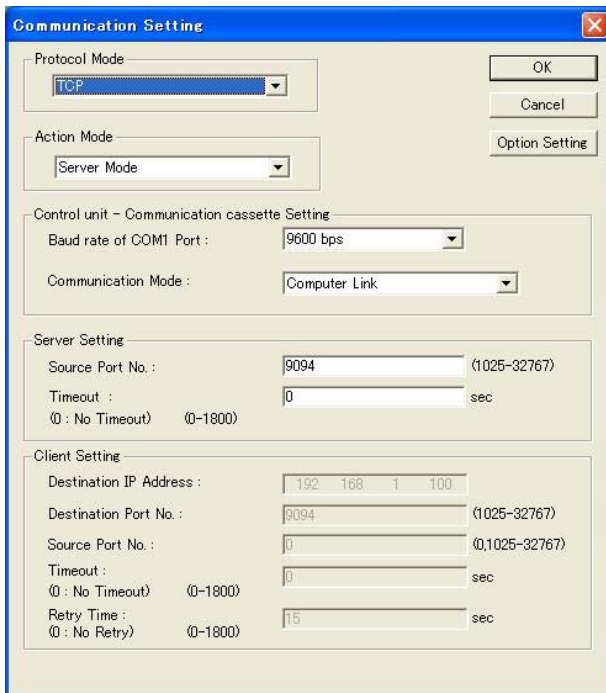 Communication Setting
Protocol Mode
TCP
OK
Cancel
Action Mode
Option Setting
Server Mode
Control unit - Communication cassette Setting
Baud rate of COM1 Port : 9600 bps
Communication Mode : Computer Link
Server Setting
Source Port No. : 9094 (1025-32767)
Timeout : 0 sec
(0 : No Timeout) (0-1800)
Client Setting
Destination IP Address : 192 168 1 100
Destination Port No. : 9094 (1025-32767)
Source Port No. : 0 (0,1025-32767)
Timeout : 0 sec
(0 : No Timeout) (0-1800)
Retry Time : 15 sec
(0 : No Retry) (0-1800)